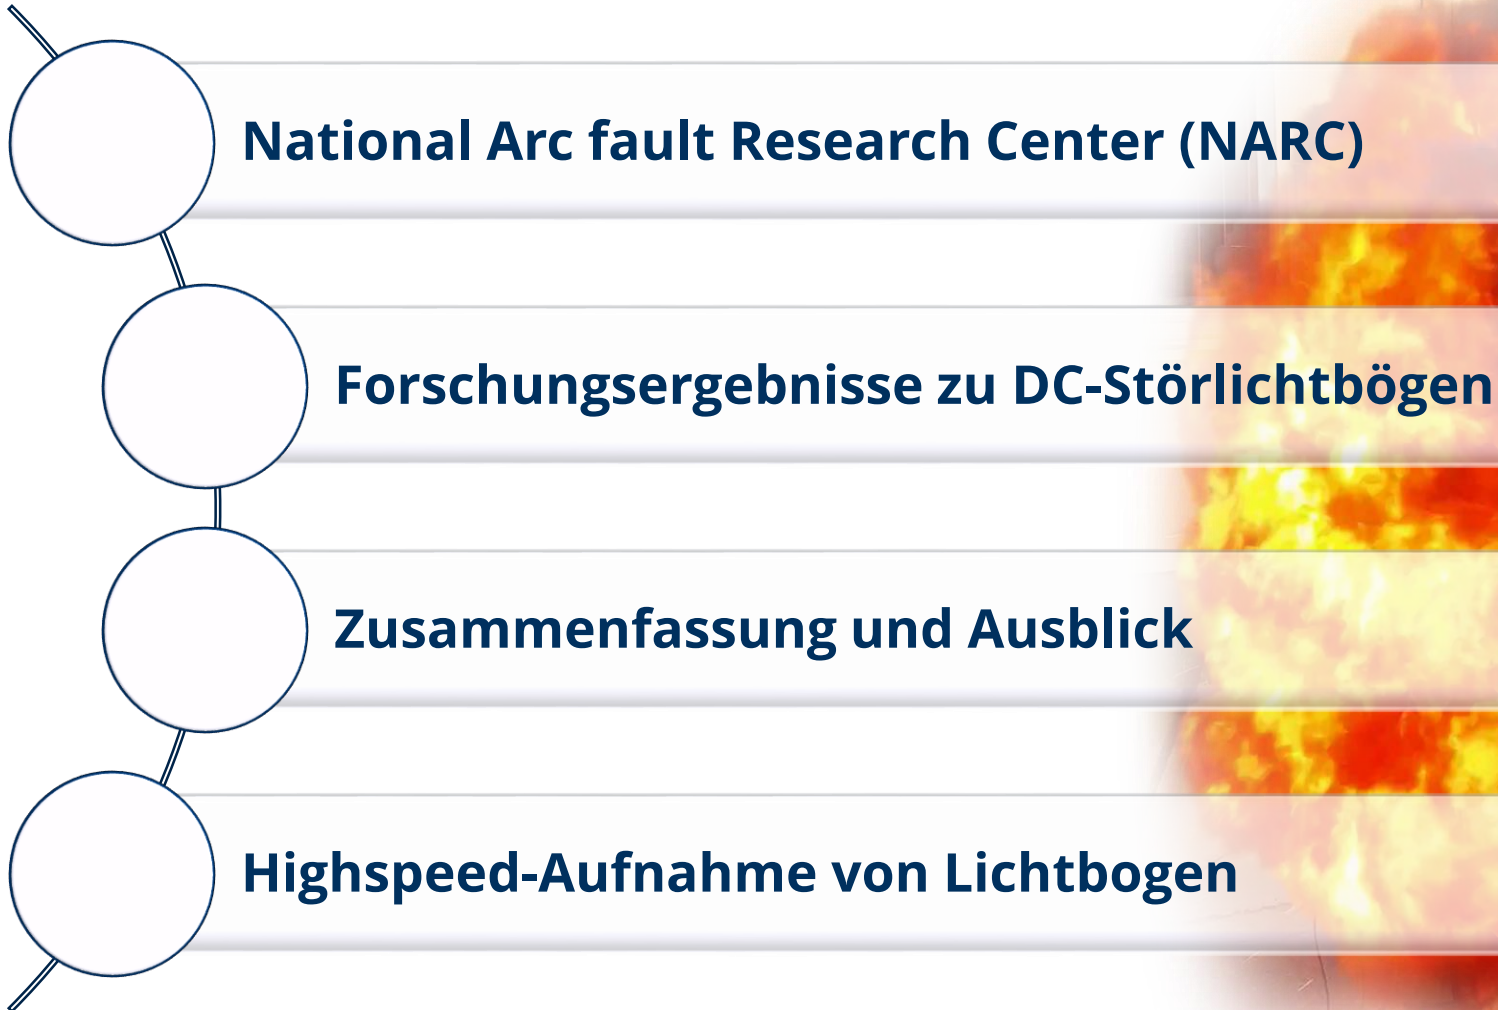 National Arc fault Research Center (NARC)
Forschungsergebnisse zu DC-Störlichtbögen
Zusammenfassung und Ausblick
Highspeed-Aufnahme von Lichtbogen